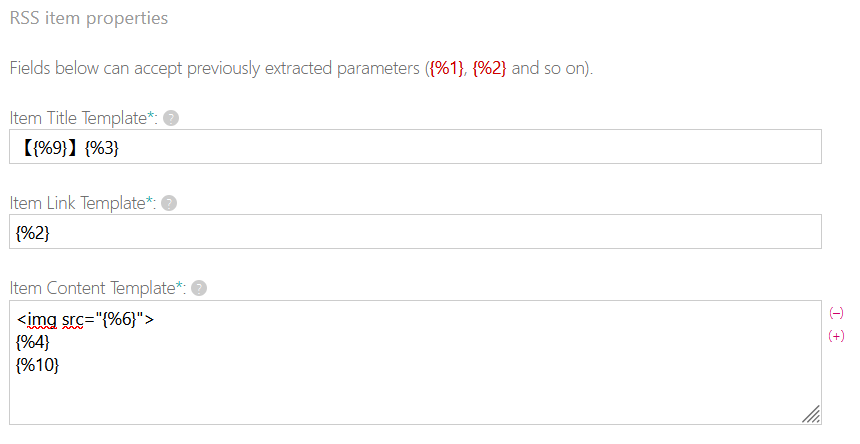 RSS item properties
Fields below can accept previously extracted parameters ({%1}, {%2} and so on).
Item Title Template*: ?
【{%9}】{%3}
Item Link Template*: ?
{%2}
Item Content Template*: ?
<img src="{%6}">
{%4}
{%10}
(−)
(+)